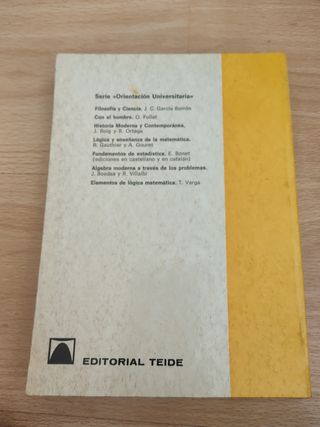 Serie «Orientación Universitaria»
Filosofía y Ciencia. J. C. García Borrón
Con el hombre. O. Fullat
Historia Moderna y Contemporánea.
J. Roig y R. Ortega
Lógica y enseñanza de la matemática.
R. Gauthier y A. Gouret
Fundamentos de estadística. E. Bonet
(ediciones en castellano y en catalán)
Algebra moderna a través de los problemas.
J. Boadas y R. Villalbí
Elementos de lógica matemática. T. Varga
EDITORIAL TEIDE